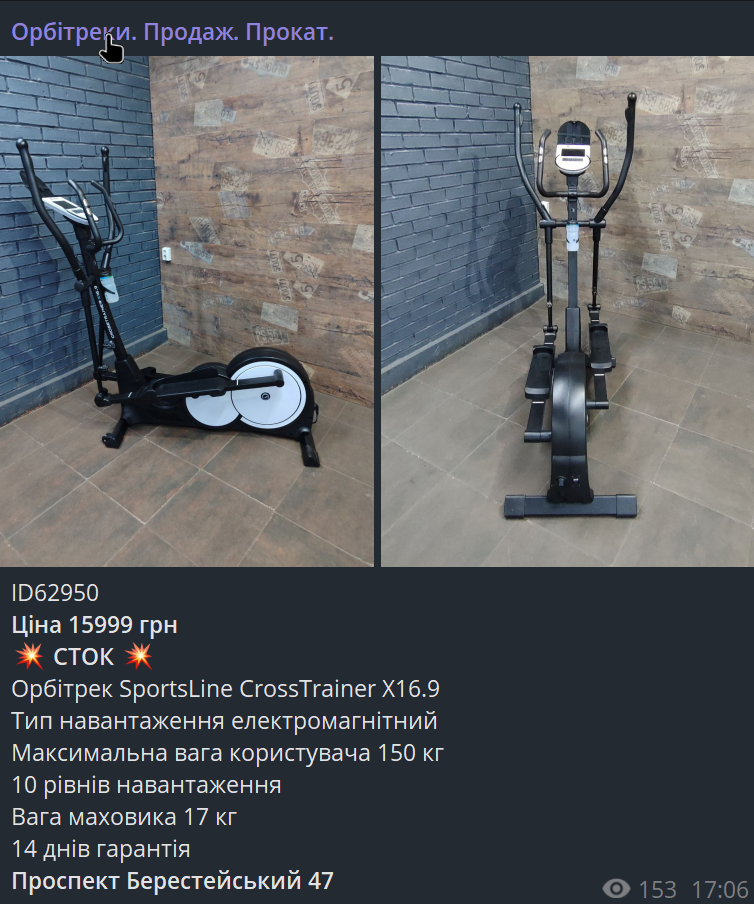 Орбітреки. Продаж. Прокат.
ID62950
Ціна 15999 грн
💥 СТОК 💥
Орбітрек SportsLine CrossTrainer X16.9
Тип навантаження електромагнітний
Максимальна вага користувача 150 кг
10 рівнів навантаження
Вага маховика 17 кг
14 днів гарантія
Проспект Берестейський 47
153 17:06